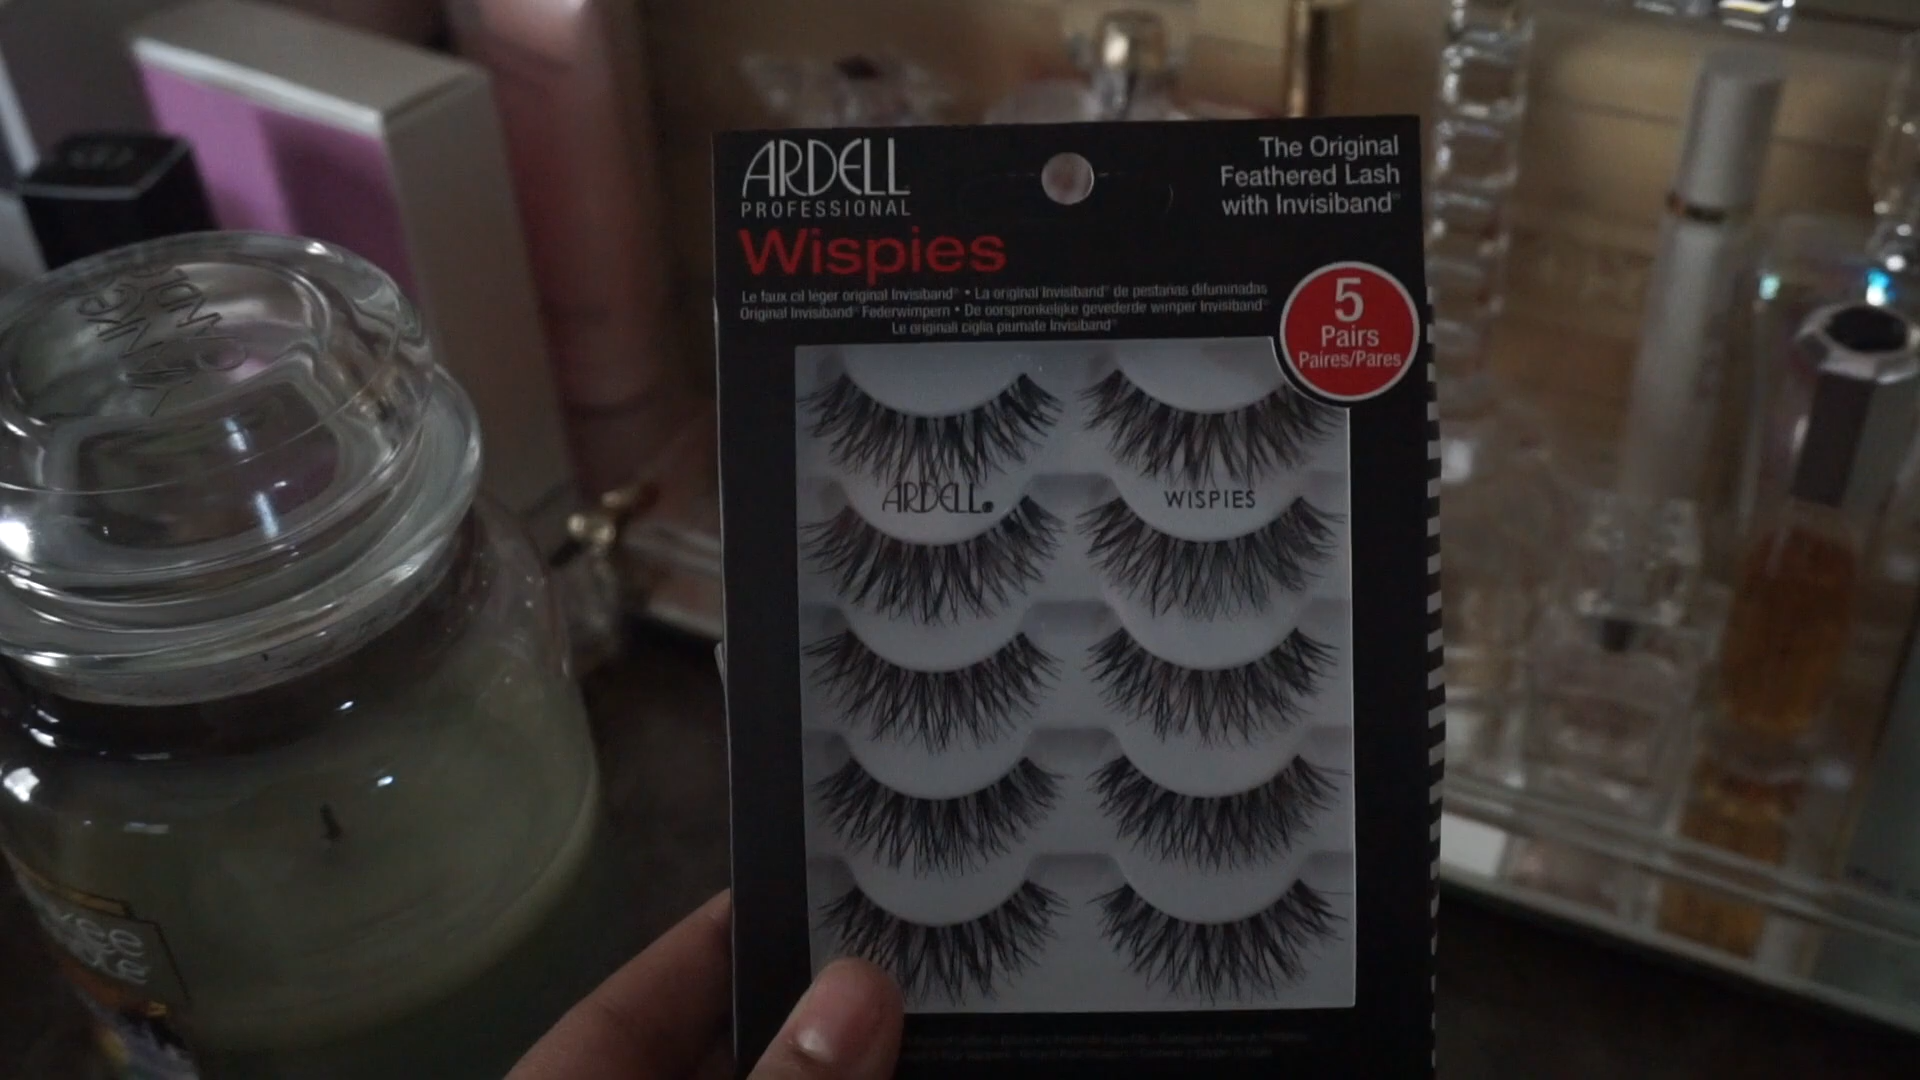 ARDELL
PROFESSIONAL
The Original
Feathered Lash
with Invisiband
Wispies
Le faux cil léger original Invisiband® • La original Invisiband® de pestañas difuminadas
Original Invisiband® Federwimpern • De oorspronkelijke gevederde wimper Invisiband®
Le originali ciglia piumate Invisiband®
5
Pairs
Paires/Pares
ARDELL® WISPIES